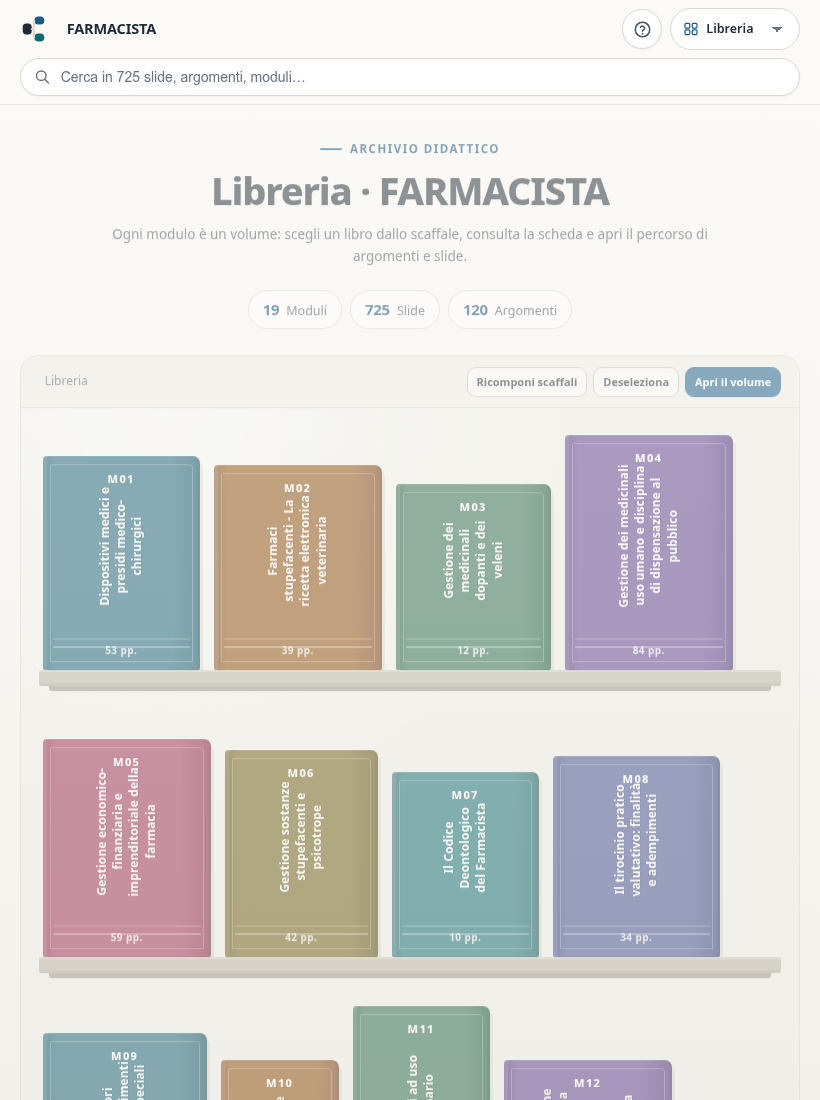 FARMACISTA
Libreria
Cerca in 725 slide, argomenti, moduli…
ARCHIVIO DIDATTICO
Libreria · FARMACISTA
Ogni modulo è un volume: scegli un libro dallo scaffale, consulta la scheda e apri il percorso di
argomenti e slide.
19 Moduli
725 Slide
120 Argomenti
Libreria
Ricomponi scaffali
Deseleziona
Apri il volume
M01
Dispositivi medici e
presidi medico-
chirurgici
53 pp.
M02
Farmaci
stupefacenti - La
ricetta elettronica
veterinaria
39 pp.
M03
Gestione dei
medicinali
dopanti e dei
veleni
12 pp.
M04
Gestione dei medicinali
uso umano e disciplina
di dispensazione al
pubblico
84 pp.
M05
Gestione economico-
finanziaria e
imprenditoriale della
farmacia
59 pp.
M06
Gestione sostanze
stupefacenti e
psicotrope
42 pp.
M07
Il Codice
Deontologico
del Farmacista
10 pp.
M08
Il tirocinio pratico
valutativo: finalità
e adempimenti
34 pp.
M09
M10
M11
ad uso
M12